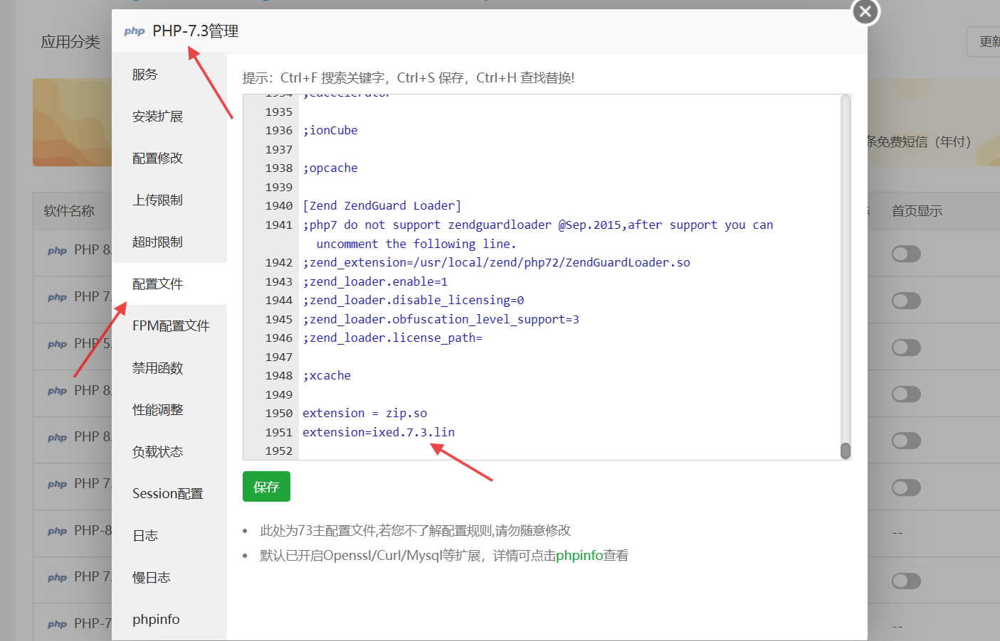 php PHP-7.3管理
应用分类
更新
服务
提示：Ctrl+F 搜索关键字，Ctrl+S 保存，Ctrl+H 查找替换!
1934 ;eaccelerator
1935
安装扩展
1936 ;ionCube
条免费短信（年付）
1937
配置修改
1938 ;opcache
1939
上传限制
1940 [Zend ZendGuard Loader]
软件名称
首页显示
1941 ;php7 do not support zendguardloader @Sep.2015,after support you can
uncomment the following line.
超时限制
php PHP 8.
1942 ;zend_extension=/usr/local/zend/php72/ZendGuardLoader.so
1943 ;zend_loader.enable=1
配置文件
php PHP 7.
1944 ;zend_loader.disable_licensing=0
1945 ;zend_loader.obfuscation_level_support=3
FPM配置文件
1946 ;zend_loader.license_path=
php PHP 5.
1947
禁用函数
1948 ;xcache
php PHP 8.
1949
性能调整
1950 extension = zip.so
1951 extension=ixed.7.3.lin
php PHP 8.
1952
负载状态
保存
php PHP 7.
Session配置
此处为73主配置文件,若您不了解配置规则,请勿随意修改
php PHP-8
--
日志
默认已开启Openssl/Curl/Mysql等扩展，详情可点击phpinfo查看
慢日志
php PHP 7.
phpinfo
php PHP-7
--